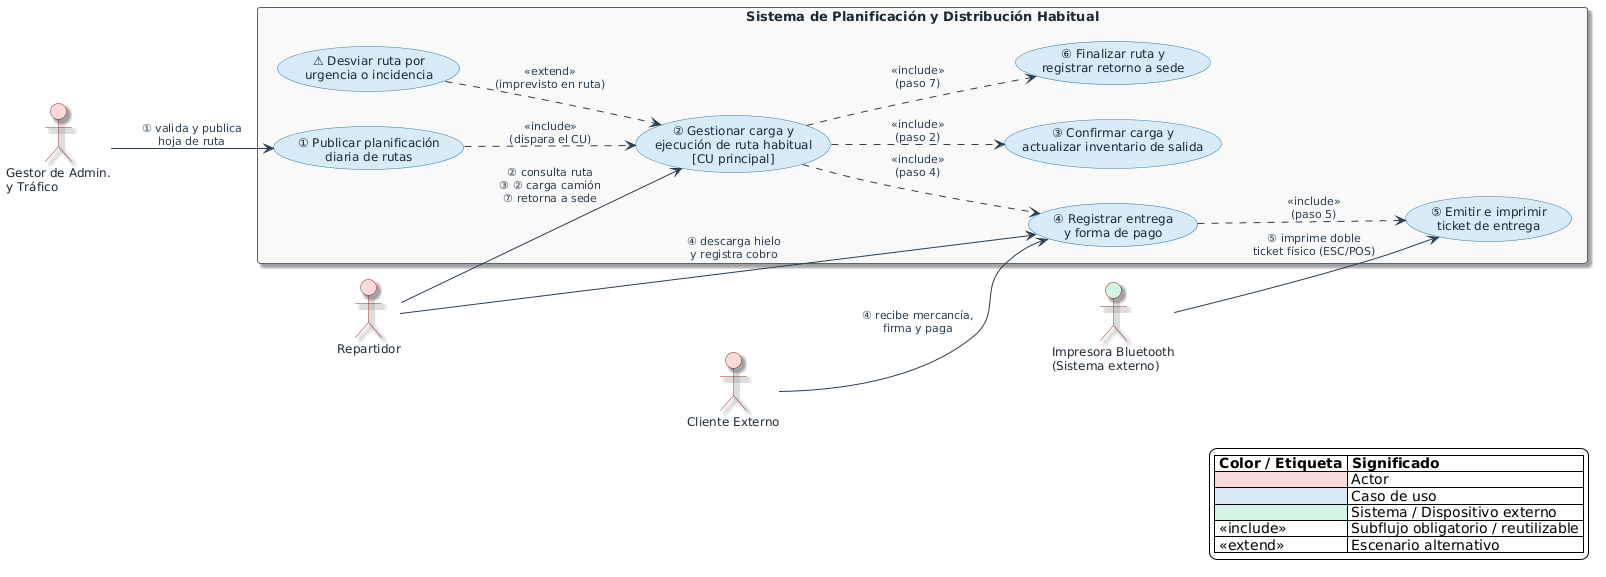 Sistema de Planificación y Distribución Habitual
⚠ Desviar ruta por
urgencia o incidencia
«extend»
(imprevisto en ruta)
«include»
(paso 7)
⑥ Finalizar ruta y
registrar retorno a sede
① valida y publica
hoja de ruta
Gestor de Admin.
y Tráfico
① Publicar planificación
diaria de rutas
«include»
(dispara el CU)
② Gestionar carga y
ejecución de ruta habitual
[CU principal]
«include»
(paso 2)
③ Confirmar carga y
actualizar inventario de salida
«include»
(paso 4)
② consulta ruta
③ ② carga camión
⑦ retorna a sede
④ Registrar entrega
y forma de pago
«include»
(paso 5)
⑤ Emitir e imprimir
ticket de entrega
④ descarga hielo
y registra cobro
⑤ imprime doble
ticket físico (ESC/POS)
Repartidor
④ recibe mercancía,
firma y paga
Impresora Bluetooth
(Sistema externo)
Cliente Externo
Color / Etiqueta Significado
Actor
Caso de uso
Sistema / Dispositivo externo
«include» Subflujo obligatorio / reutilizable
«extend» Escenario alternativo